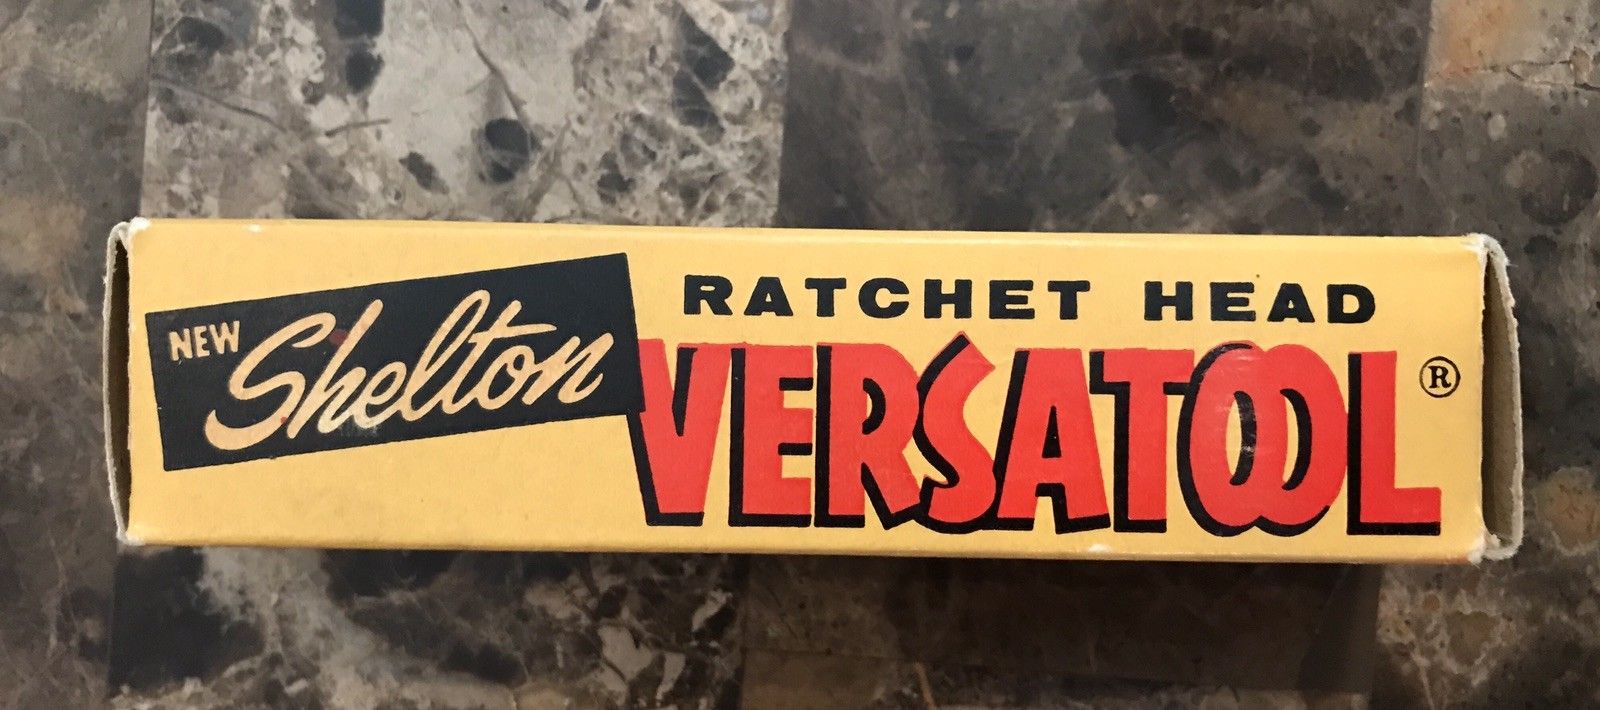 NEW Shelton
RATCHET HEAD
VERSATOOL ®